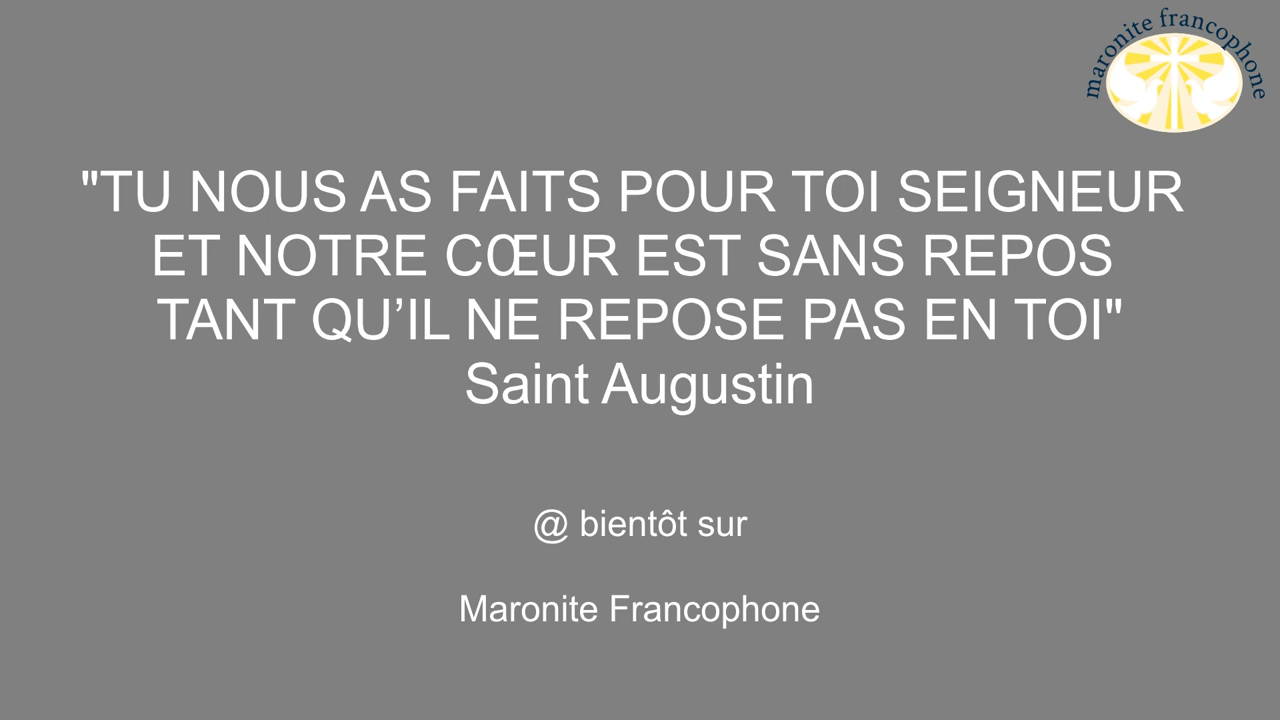 maronite francophone
"TU NOUS AS FAITS POUR TOI SEIGNEUR
ET NOTRE CŒUR EST SANS REPOS
TANT QU’IL NE REPOSE PAS EN TOI"
Saint Augustin
@ bientôt sur
Maronite Francophone